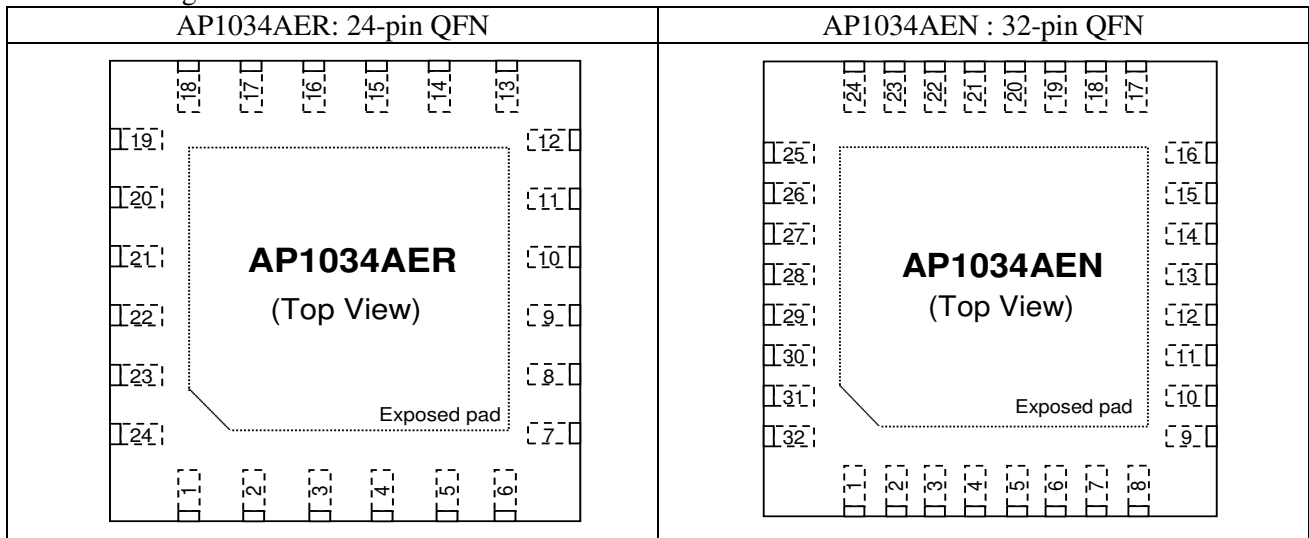 AP1034AER: 24-pin QFN
AP1034AEN : 32-pin QFN
18 17 16 15 14 13
19
20
21
22
23
24
12
11
10
9
8
7
AP1034AER
(Top View)
Exposed pad
1 2 3 4 5 6
24 23 22 21 20 19 18 17
25
26
27
28
29
30
31
32
16
15
14
13
12
11
10
9
AP1034AEN
(Top View)
Exposed pad
1 2 3 4 5 6 7 8